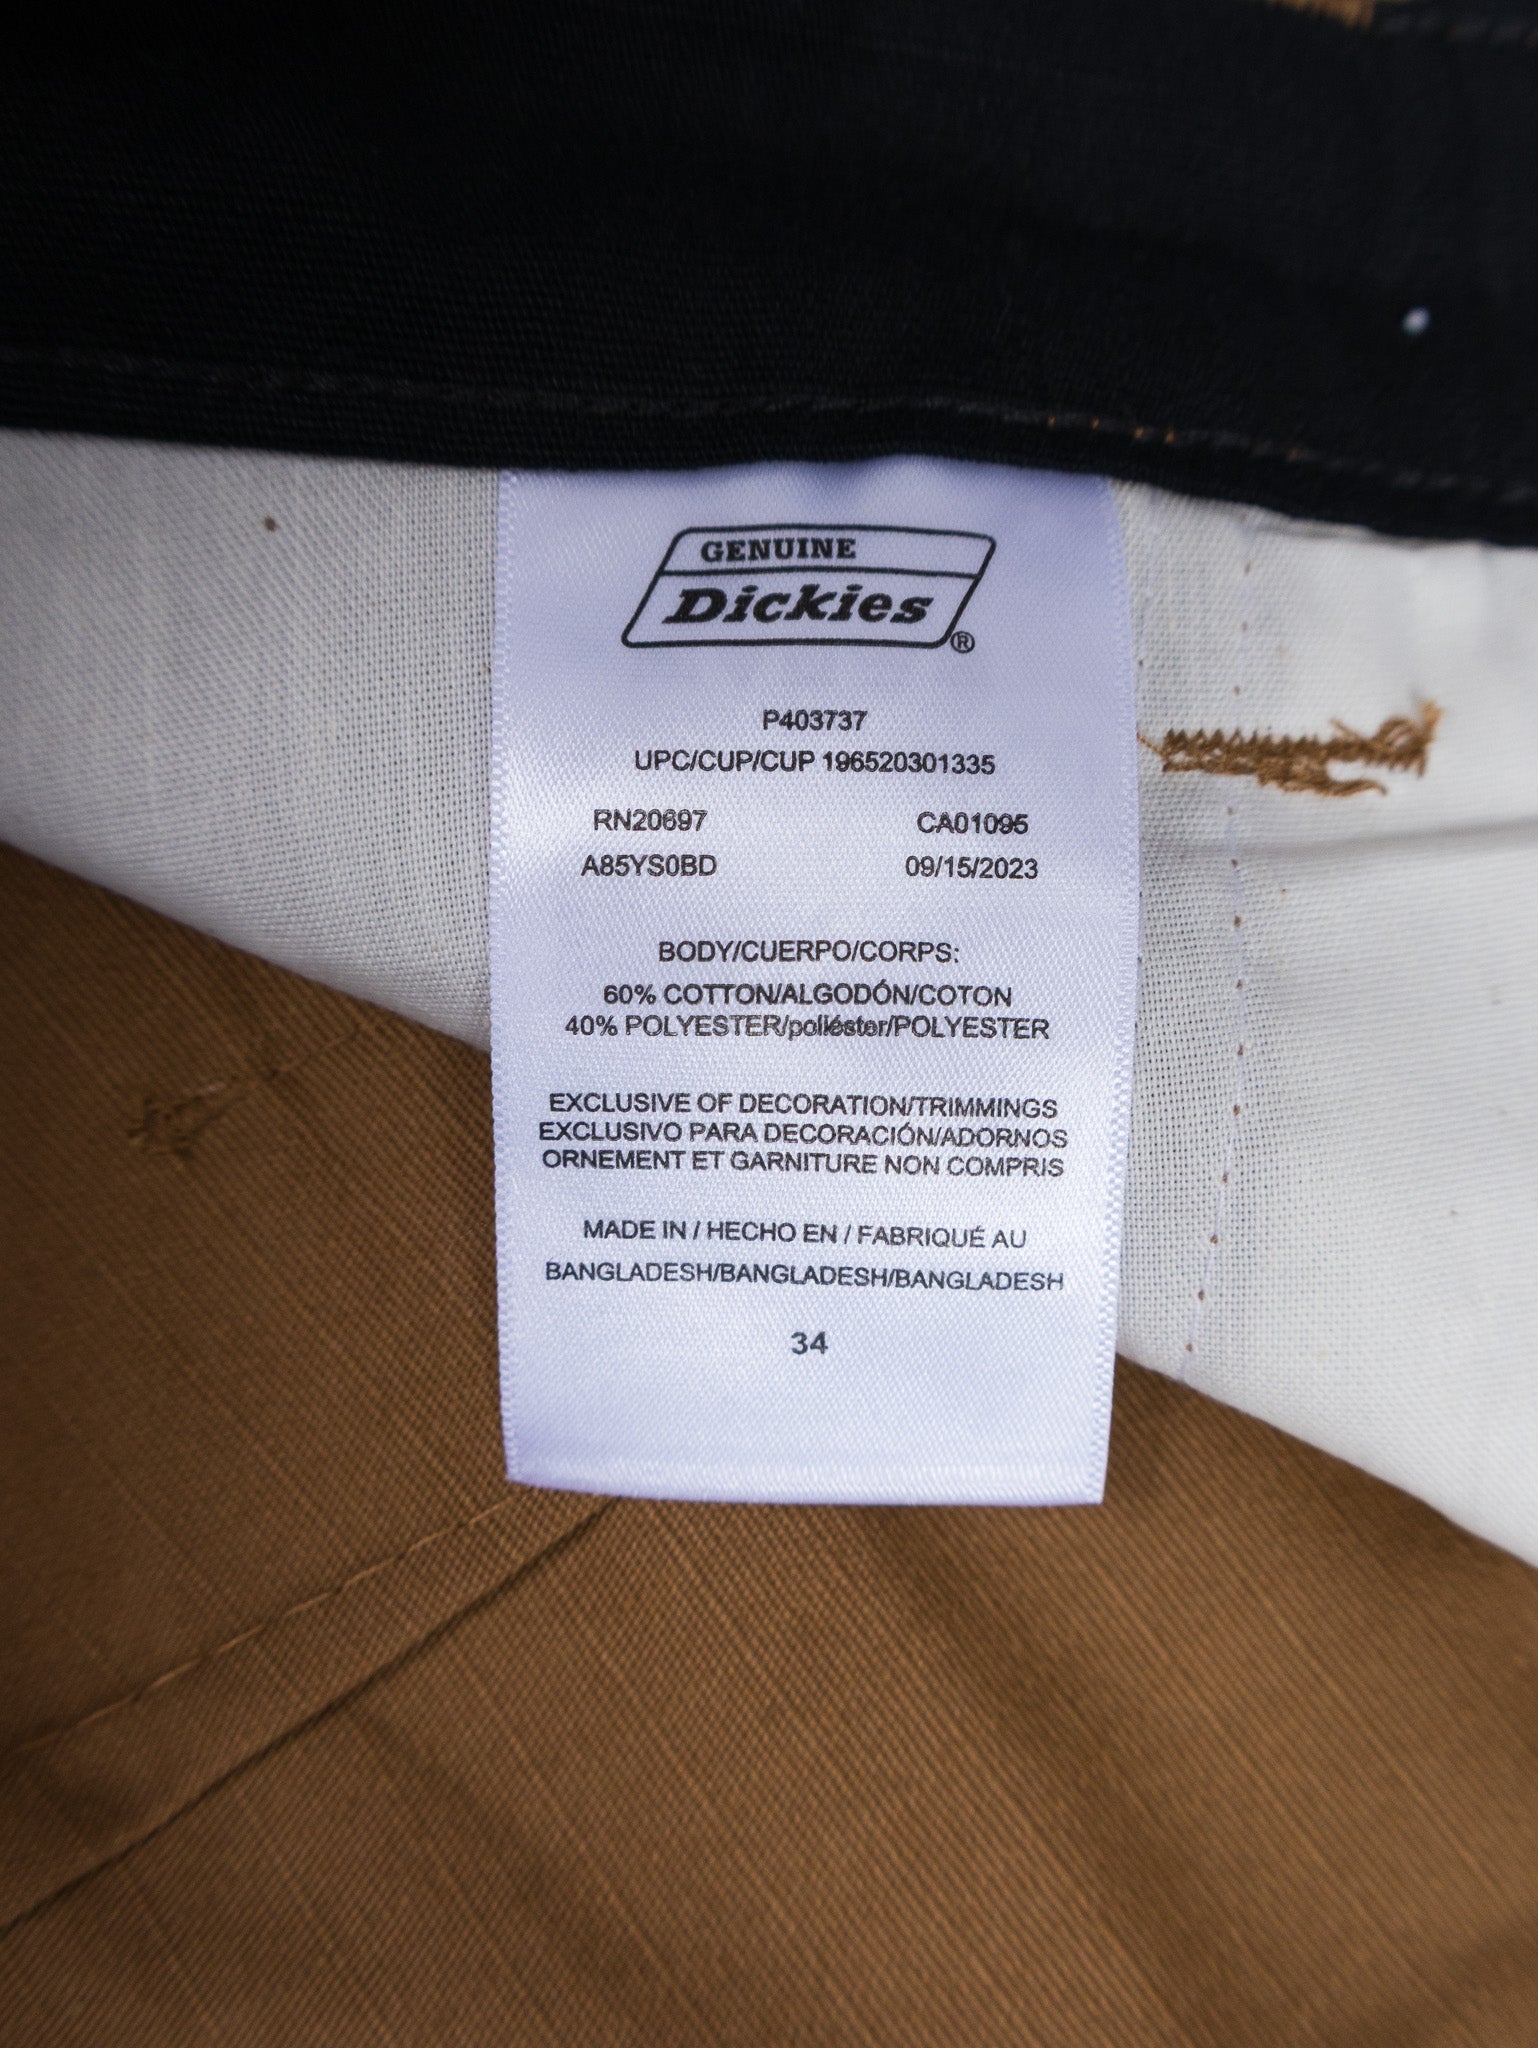 GENUINE
Dickies®
P403737
UPC/CUP/CUP 196520301335
RN20697 CA01095
A85YS0BD 09/15/2023
BODY/CUERPO/CORPS:
60% COTTON/ALGODÓN/COTON
40% POLYESTER/poliéster/POLYESTER
EXCLUSIVE OF DECORATION/TRIMMINGS
EXCLUSIVO PARA DECORACIÓN/ADORNOS
ORNEMENT ET GARNITURE NON COMPRIS
MADE IN / HECHO EN / FABRIQUÉ AU
BANGLADESH/BANGLADESH/BANGLADESH
34